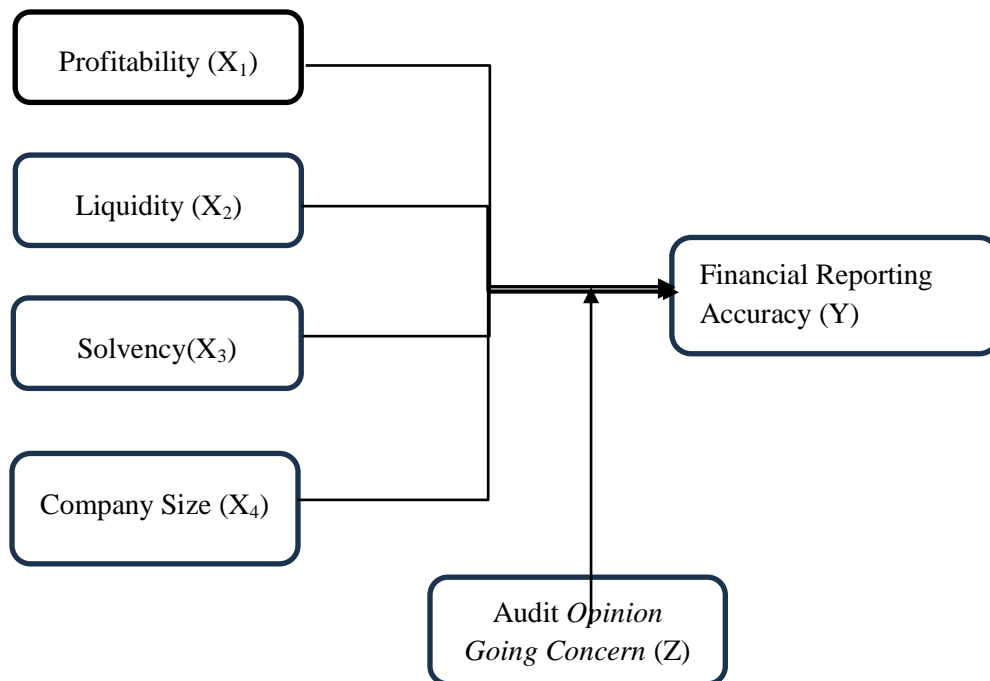 Profitability (X₁)
Liquidity (X₂)
Solvency(X₃)
Company Size (X₄)
Financial Reporting
Accuracy (Y)
Audit Opinion
Going Concern (Z)